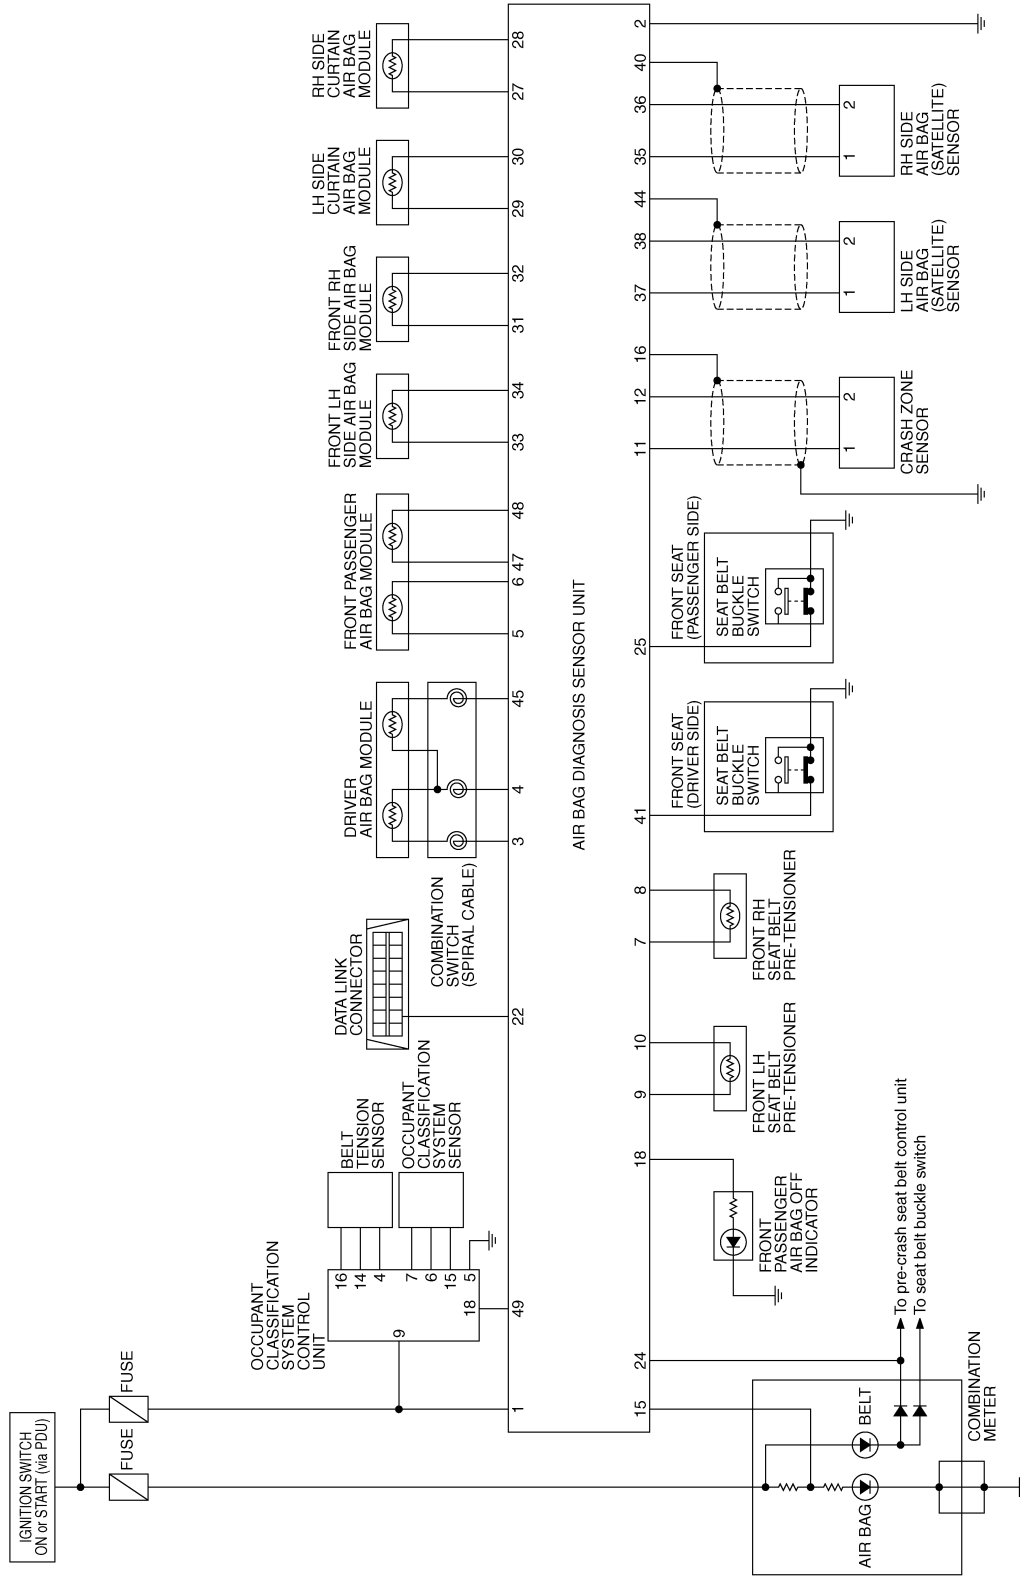 IGNITION SWITCH
ON or START (via PDU)
FUSE
FUSE
OCCUPANT
CLASSIFICATION
SYSTEM
CONTROL
UNIT
9
16
14
4
7
6
15
5
18
BELT
TENSION
SENSOR
OCCUPANT
CLASSIFICATION
SYSTEM
SENSOR
DATA LINK
CONNECTOR
COMBINATION
SWITCH
(SPIRAL CABLE)
DRIVER
AIR BAG MODULE
FRONT PASSENGER
AIR BAG MODULE
FRONT LH
SIDE AIR BAG
MODULE
FRONT RH
SIDE AIR BAG
MODULE
LH SIDE
CURTAIN
AIR BAG
MODULE
RH SIDE
CURTAIN
AIR BAG
MODULE
1
49
22
3
4
45
5
6
47
48
33
34
31
32
29
30
27
28
AIR BAG DIAGNOSIS SENSOR UNIT
15
24
18
9
10
7
8
41
25
11
12
16
37
38
44
35
36
40
2
AIR BAG
BELT
COMBINATION
METER
To pre-crash seat belt control unit
To seat belt buckle switch
FRONT
PASSENGER
AIR BAG OFF
INDICATOR
FRONT LH
SEAT BELT
PRE-TENSIONER
FRONT RH
SEAT BELT
PRE-TENSIONER
FRONT SEAT
(DRIVER SIDE)
SEAT BELT
BUCKLE
SWITCH
FRONT SEAT
(PASSENGER SIDE)
SEAT BELT
BUCKLE
SWITCH
1
2
CRASH ZONE
SENSOR
1
2
LH SIDE
AIR BAG
(SATELLITE)
SENSOR
1
2
RH SIDE
AIR BAG
(SATELLITE)
SENSOR